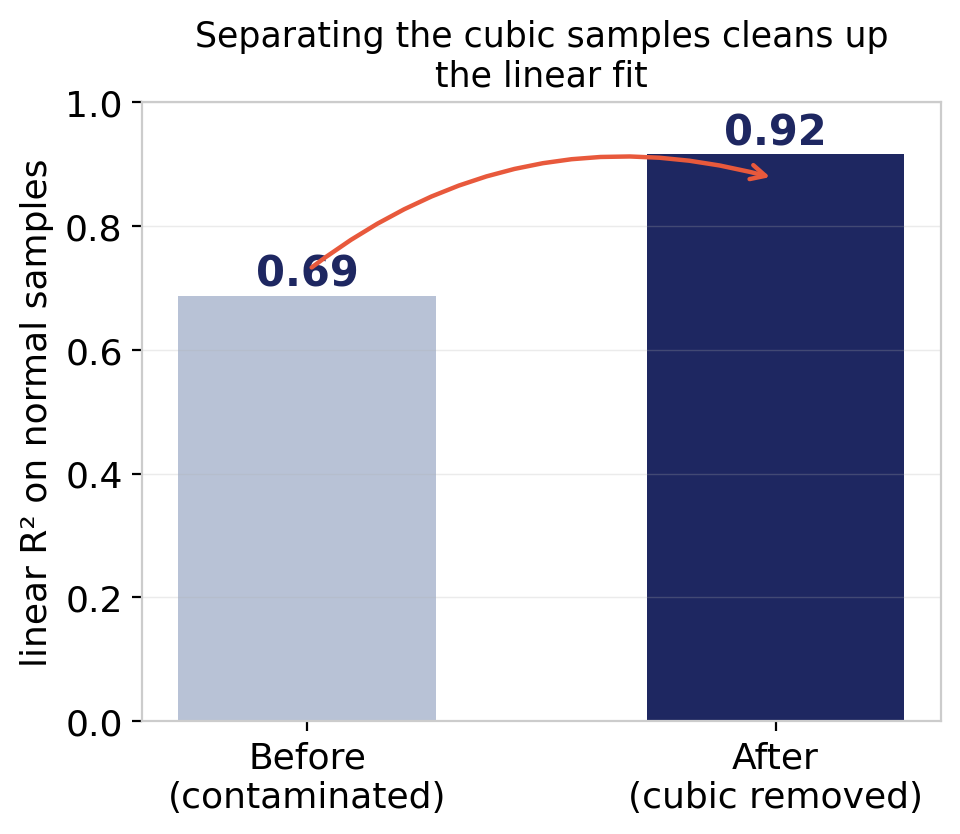 Separating the cubic samples cleans up
the linear fit
linear R² on normal samples
1.0
0.8
0.6
0.4
0.2
0.0
0.69
0.92
Before
(contaminated)
After
(cubic removed)